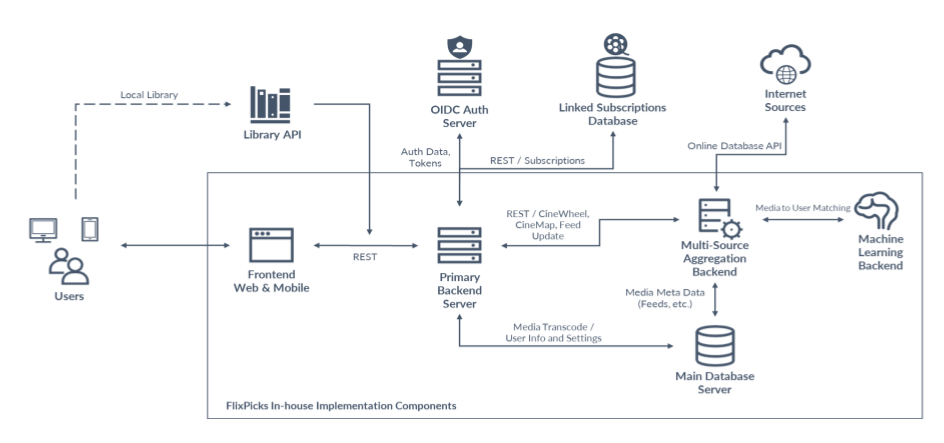 Local Library
Library API
OIDC Auth
Server
Linked Subscriptions
Database
Internet
Sources
Auth Data,
Tokens
REST / Subscriptions
Online Database API
Users
Frontend
Web & Mobile
REST
Primary
Backend
Server
REST / CineWheel,
CineMap, Feed
Update
Multi-Source
Aggregation
Backend
Media to User Matching
Machine
Learning
Backend
Media Meta Data
(Feeds, etc.)
Media Transcode /
User Info and Settings
Main Database
Server
FlixPicks In-house Implementation Components